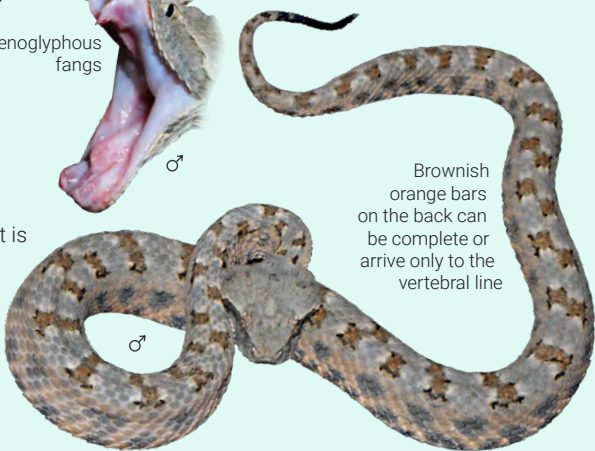 enoglyphous
fangs
♂
Brownish
orange bars
on the back can
be complete or
arrive only to the
vertebral line
t is
♂